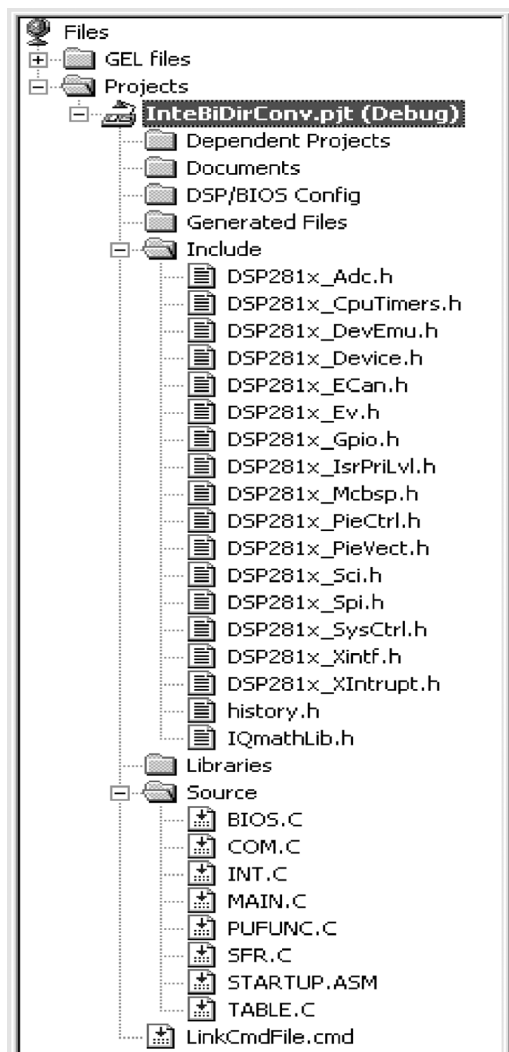 Files
GEL files
Projects
InteBiDirConv.pjt (Debug)
Dependent Projects
Documents
DSP/BIOS Config
Generated Files
Include
DSP281x_Adc.h
DSP281x_CpuTimers.h
DSP281x_DevEmu.h
DSP281x_Device.h
DSP281x_ECan.h
DSP281x_Ev.h
DSP281x_Gpio.h
DSP281x_IsrPriLvl.h
DSP281x_Mcbsp.h
DSP281x_PieCtrl.h
DSP281x_PieVect.h
DSP281x_Sci.h
DSP281x_Spi.h
DSP281x_SysCtrl.h
DSP281x_Xintf.h
DSP281x_XIntrupt.h
history.h
IQmathLib.h
Libraries
Source
BIOS.C
COM.C
INT.C
MAIN.C
PUFUNC.C
SFR.C
STARTUP.ASM
TABLE.C
LinkCmdFile.cmd